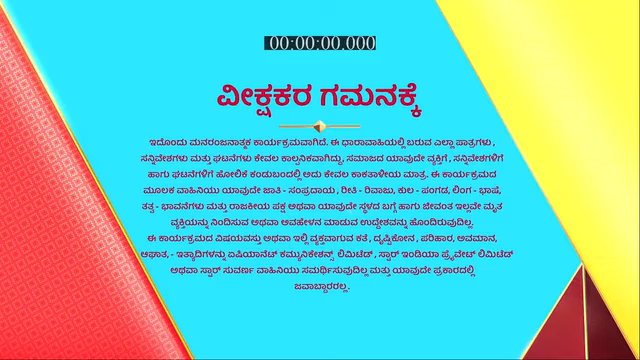 00:00:00.000
ವೀಕ್ಷಕರ ಗಮನಕ್ಕೆ
ಇದೊಂದು ಮನರಂಜನಾತ್ಮಕ ಕಾರ್ಯಕ್ರಮವಾಗಿದೆ. ಈ ಧಾರಾವಾಹಿಯಲ್ಲಿ ಬರುವ ಎಲ್ಲಾ ಪಾತ್ರಗಳು ,
ಸನ್ನಿವೇಶಗಳು ಮತ್ತು ಘಟನೆಗಳು ಕೇವಲ ಕಾಲ್ಪನಿಕವಾಗಿದ್ದು, ಸಮಾಜದ ಯಾವುದೇ ವ್ಯಕ್ತಿಗೆ , ಸನ್ನಿವೇಶಗಳಿಗೆ
ಹಾಗು ಘಟನೆಗಳಿಗೆ ಹೋಲಿಕೆ ಕಂಡುಬಂದಲ್ಲಿ ಅದು ಕೇವಲ ಕಾಕತಾಳೀಯ ಮಾತ್ರ. ಈ ಕಾರ್ಯಕ್ರಮದ
ಮೂಲಕ ವಾಹಿನಿಯು ಯಾವುದೇ ಜಾತಿ - ಸಂಪ್ರದಾಯ , ರೀತಿ - ರಿವಾಜು, ಕುಲ - ಪಂಗಡ, ಲಿಂಗ - ಭಾಷೆ,
ತತ್ವ - ಭಾವನೆಗಳು ಮತ್ತು ರಾಜಕೀಯ ಪಕ್ಷ ಅಥವಾ ಯಾವುದೇ ಸ್ಥಳದ ಬಗ್ಗೆ ಹಾಗು ಜೀವಂತ ಇಲ್ಲವೇ ಮೃತ
ವ್ಯಕ್ತಿಯನ್ನು ನಿಂದಿಸುವ ಅಥವಾ ಅವಹೇಳನ ಮಾಡುವ ಉದ್ದೇಶವನ್ನು ಹೊಂದಿರುವುದಿಲ್ಲ.
ಈ ಕಾರ್ಯಕ್ರಮದ ವಿಷಯವಸ್ತು ಅಥವಾ ಇಲ್ಲಿ ವ್ಯಕ್ತವಾಗುವ ಕತೆ , ದೃಷ್ಟಿಕೋನ , ಪರಿಹಾರ, ಅವಮಾನ,
ಆಘಾತ, - ಇತ್ಯಾದಿಗಳನ್ನು ಏಷಿಯಾನೆಟ್ ಕಮ್ಯುನಿಕೇಶನ್ಸ್ ಲಿಮಿಟೆಡ್ , ಸ್ಟಾರ್ ಇಂಡಿಯಾ ಪ್ರೈವೇಟ್ ಲಿಮಿಟೆಡ್
ಅಥವಾ ಸ್ಟಾರ್ ಸುವರ್ಣ ವಾಹಿನಿಯು ಸಮರ್ಥಿಸುವುದಿಲ್ಲ ಮತ್ತು ಯಾವುದೇ ಪ್ರಕಾರದಲ್ಲಿ
ಜವಾಬ್ದಾರರಲ್ಲ.